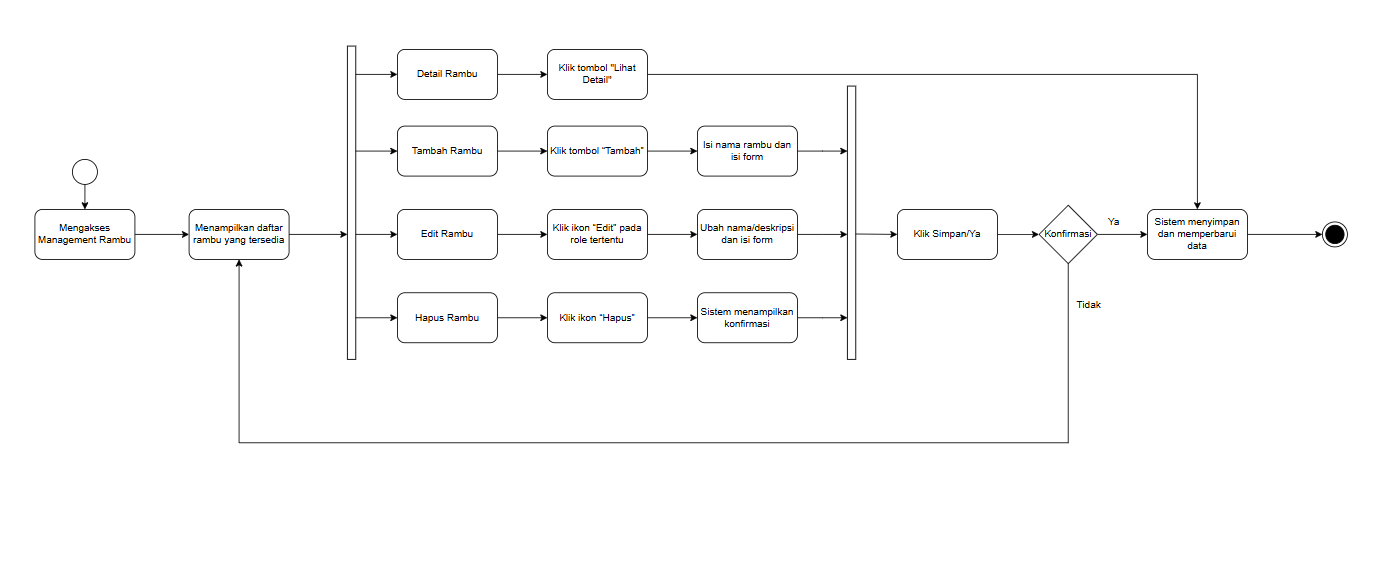 Detail Rambu
Klik tombol "Lihat
Detail"
Tambah Rambu
Klik tombol “Tambah”
Isi nama rambu dan
isi form
Mengakses
Management Rambu
Menampilkan daftar
rambu yang tersedia
Edit Rambu
Klik ikon “Edit” pada
role tertentu
Ubah nama/deskripsi
dan isi form
Klik Simpan/Ya
Konfirmasi
Ya
Sistem menyimpan
dan memperbarui
data
Tidak
Hapus Rambu
Klik ikon “Hapus”
Sistem menampilkan
konfirmasi